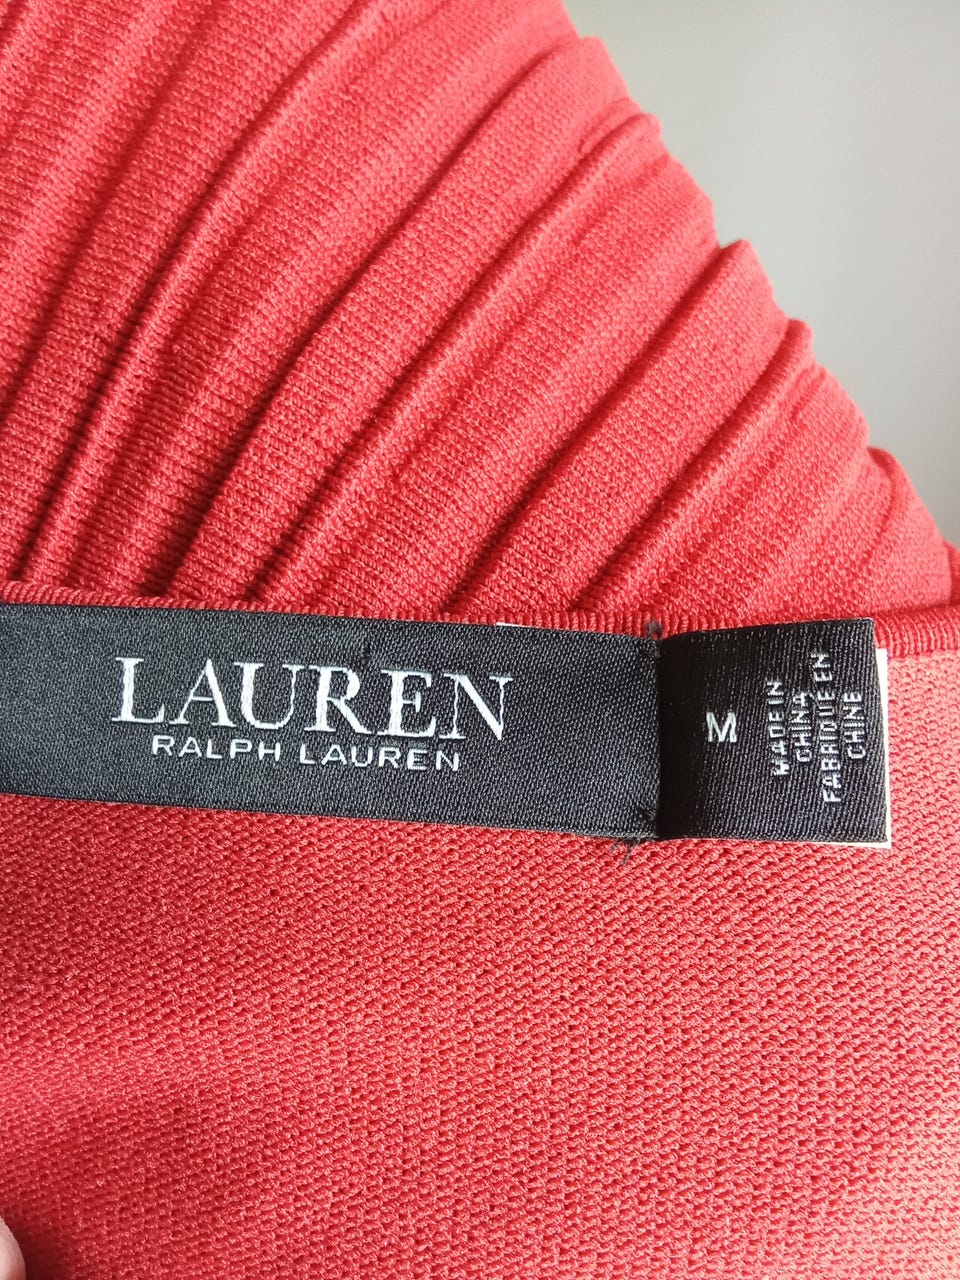 LAUREN
RALPH LAUREN
M
MADE IN
CHINA
FABRIQUE EN
CHINE